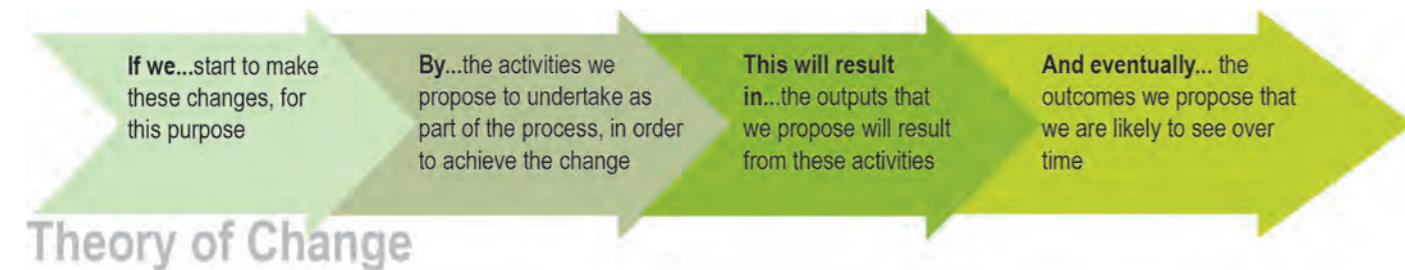 If we...start to make
these changes, for
this purpose
By...the activities we
propose to undertake as
part of the process, in order
to achieve the change
This will result
in...the outputs that
we propose will result
from these activities
And eventually... the
outcomes we propose that
we are likely to see over
time
Theory of Change